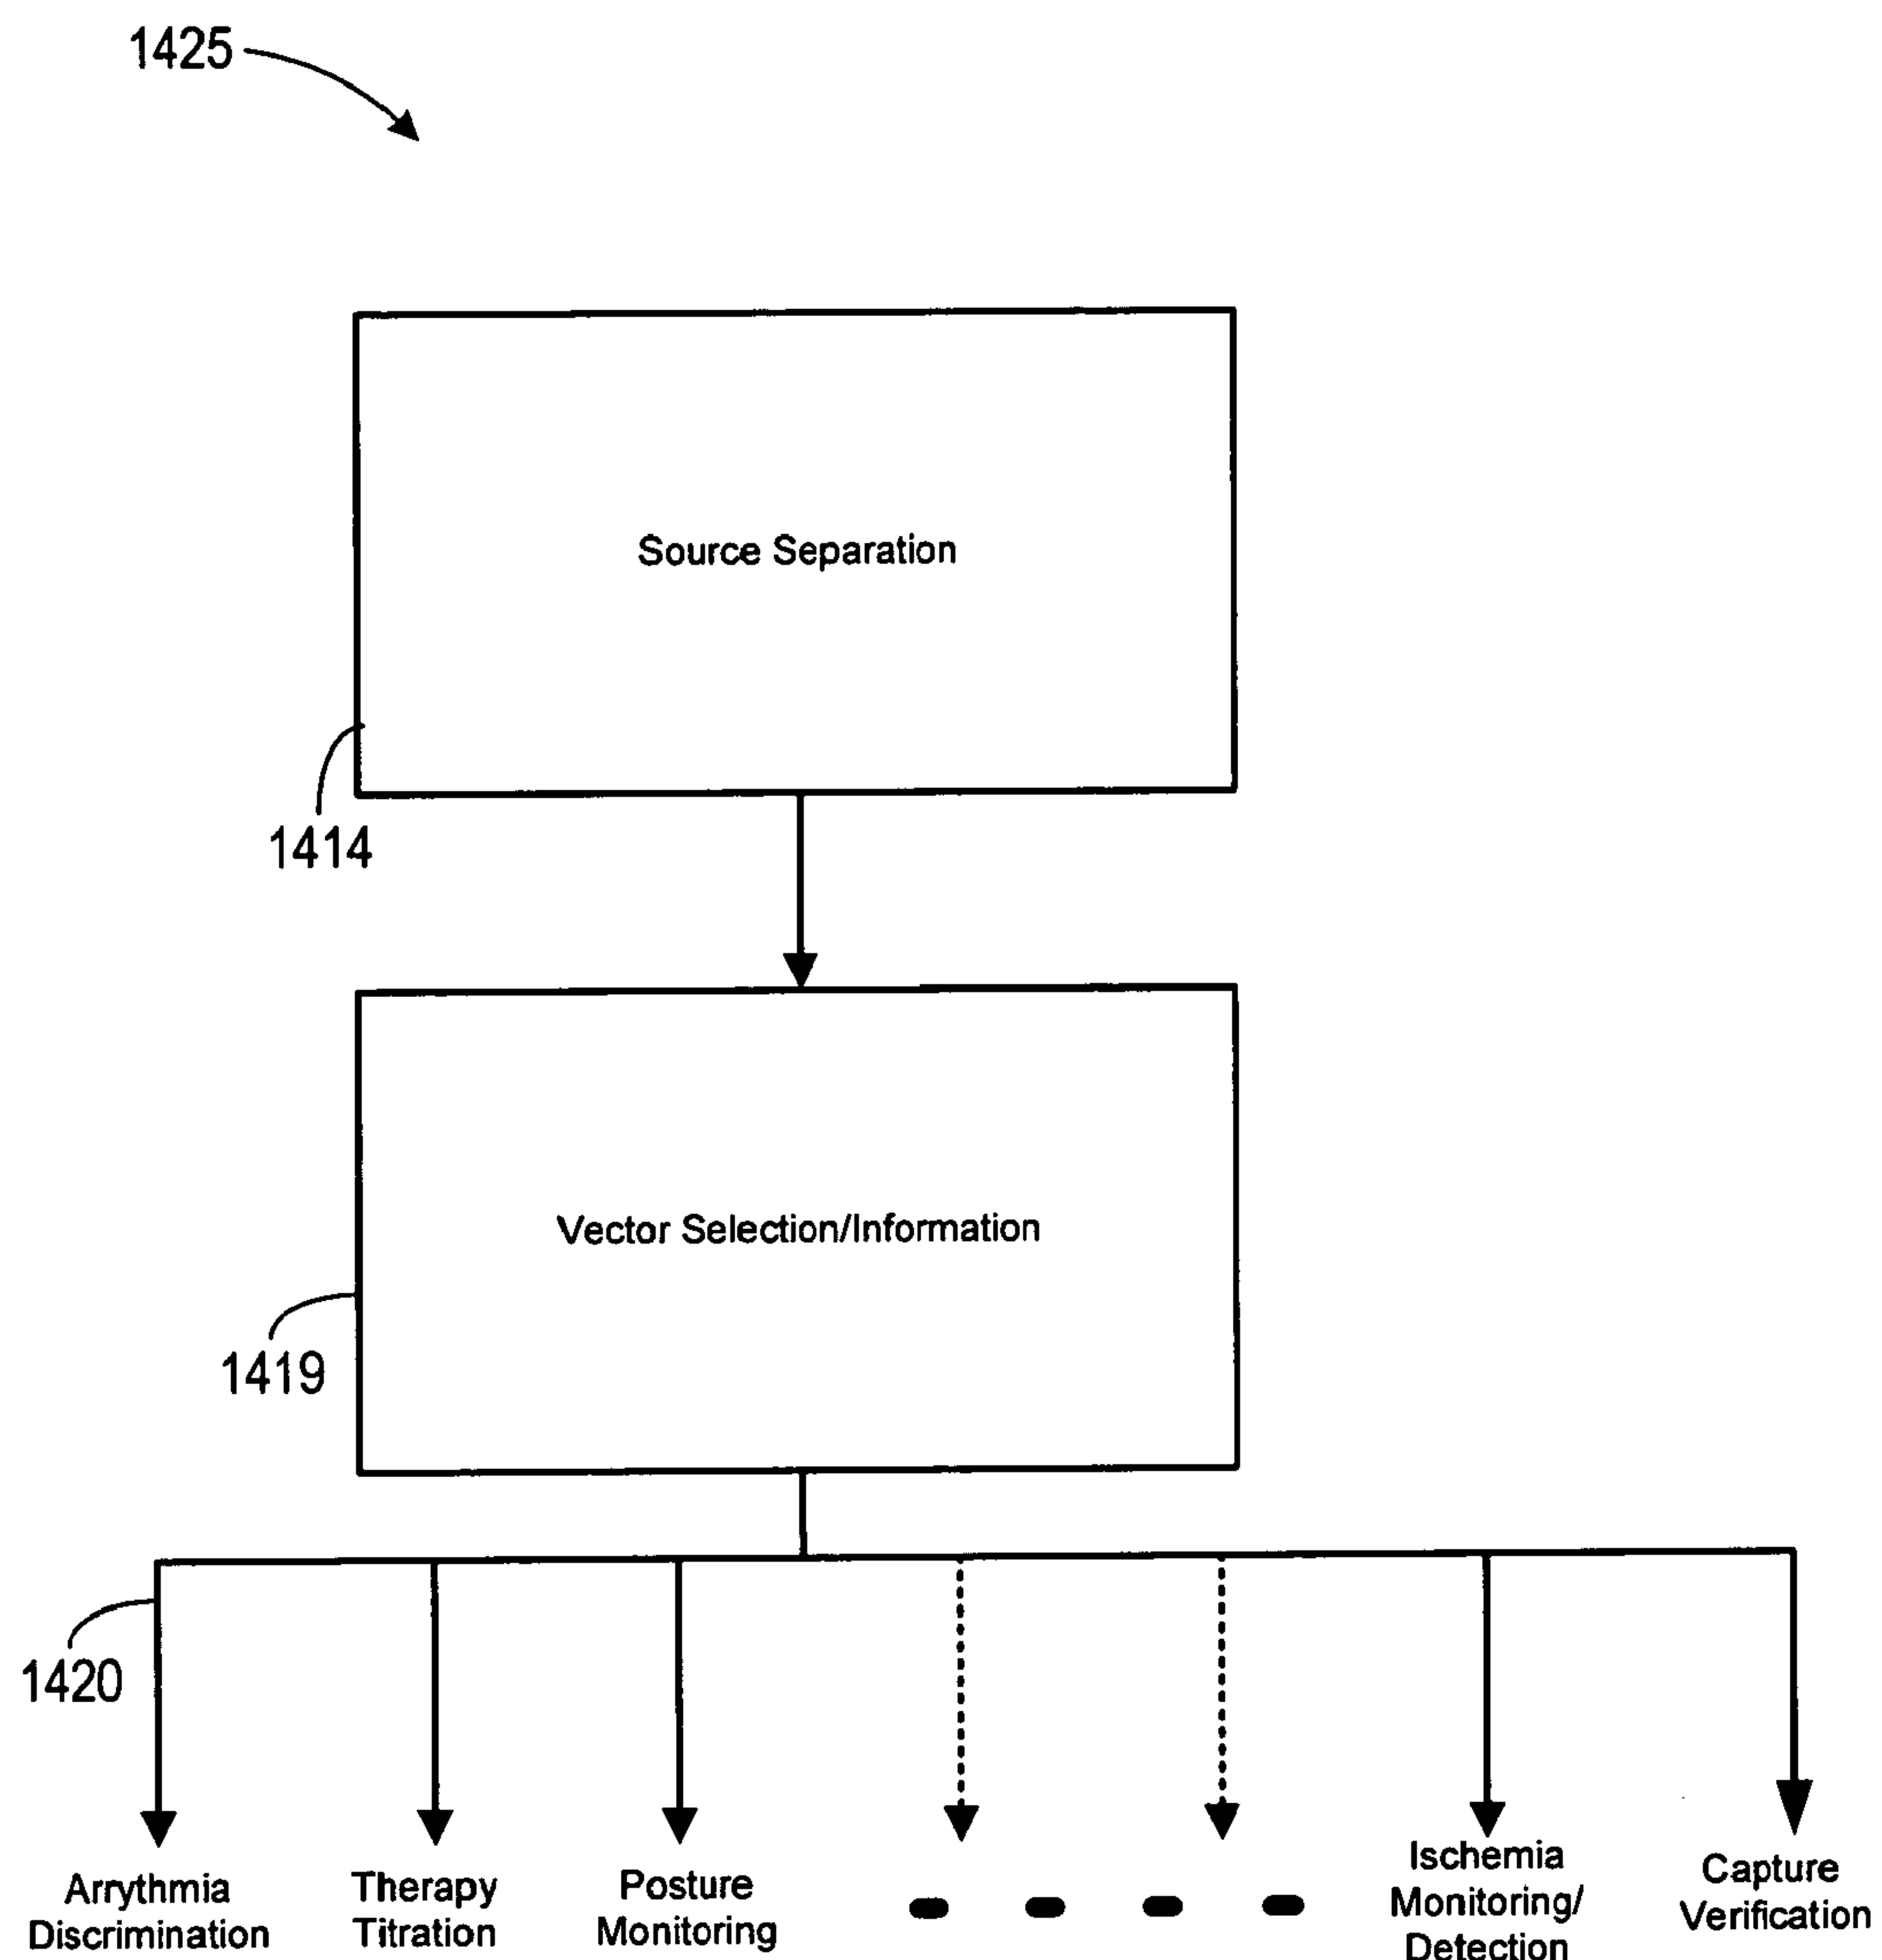 1425
Source Separation
1414
Vector Selection/Information
1419
1420
Arrythmia
Discrimination
Therapy
Titration
Posture
Monitoring
Ischemia
Monitoring/
Detection
Capture
Verification